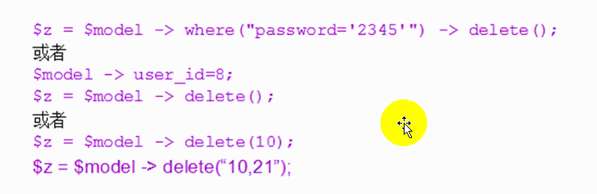 $z = $model -> where("password='2345'") -> delete();
或者
$model -> user_id=8;
$z = $model -> delete();
或者
$z = $model -> delete(10);
$z = $model -> delete(“10,21”);